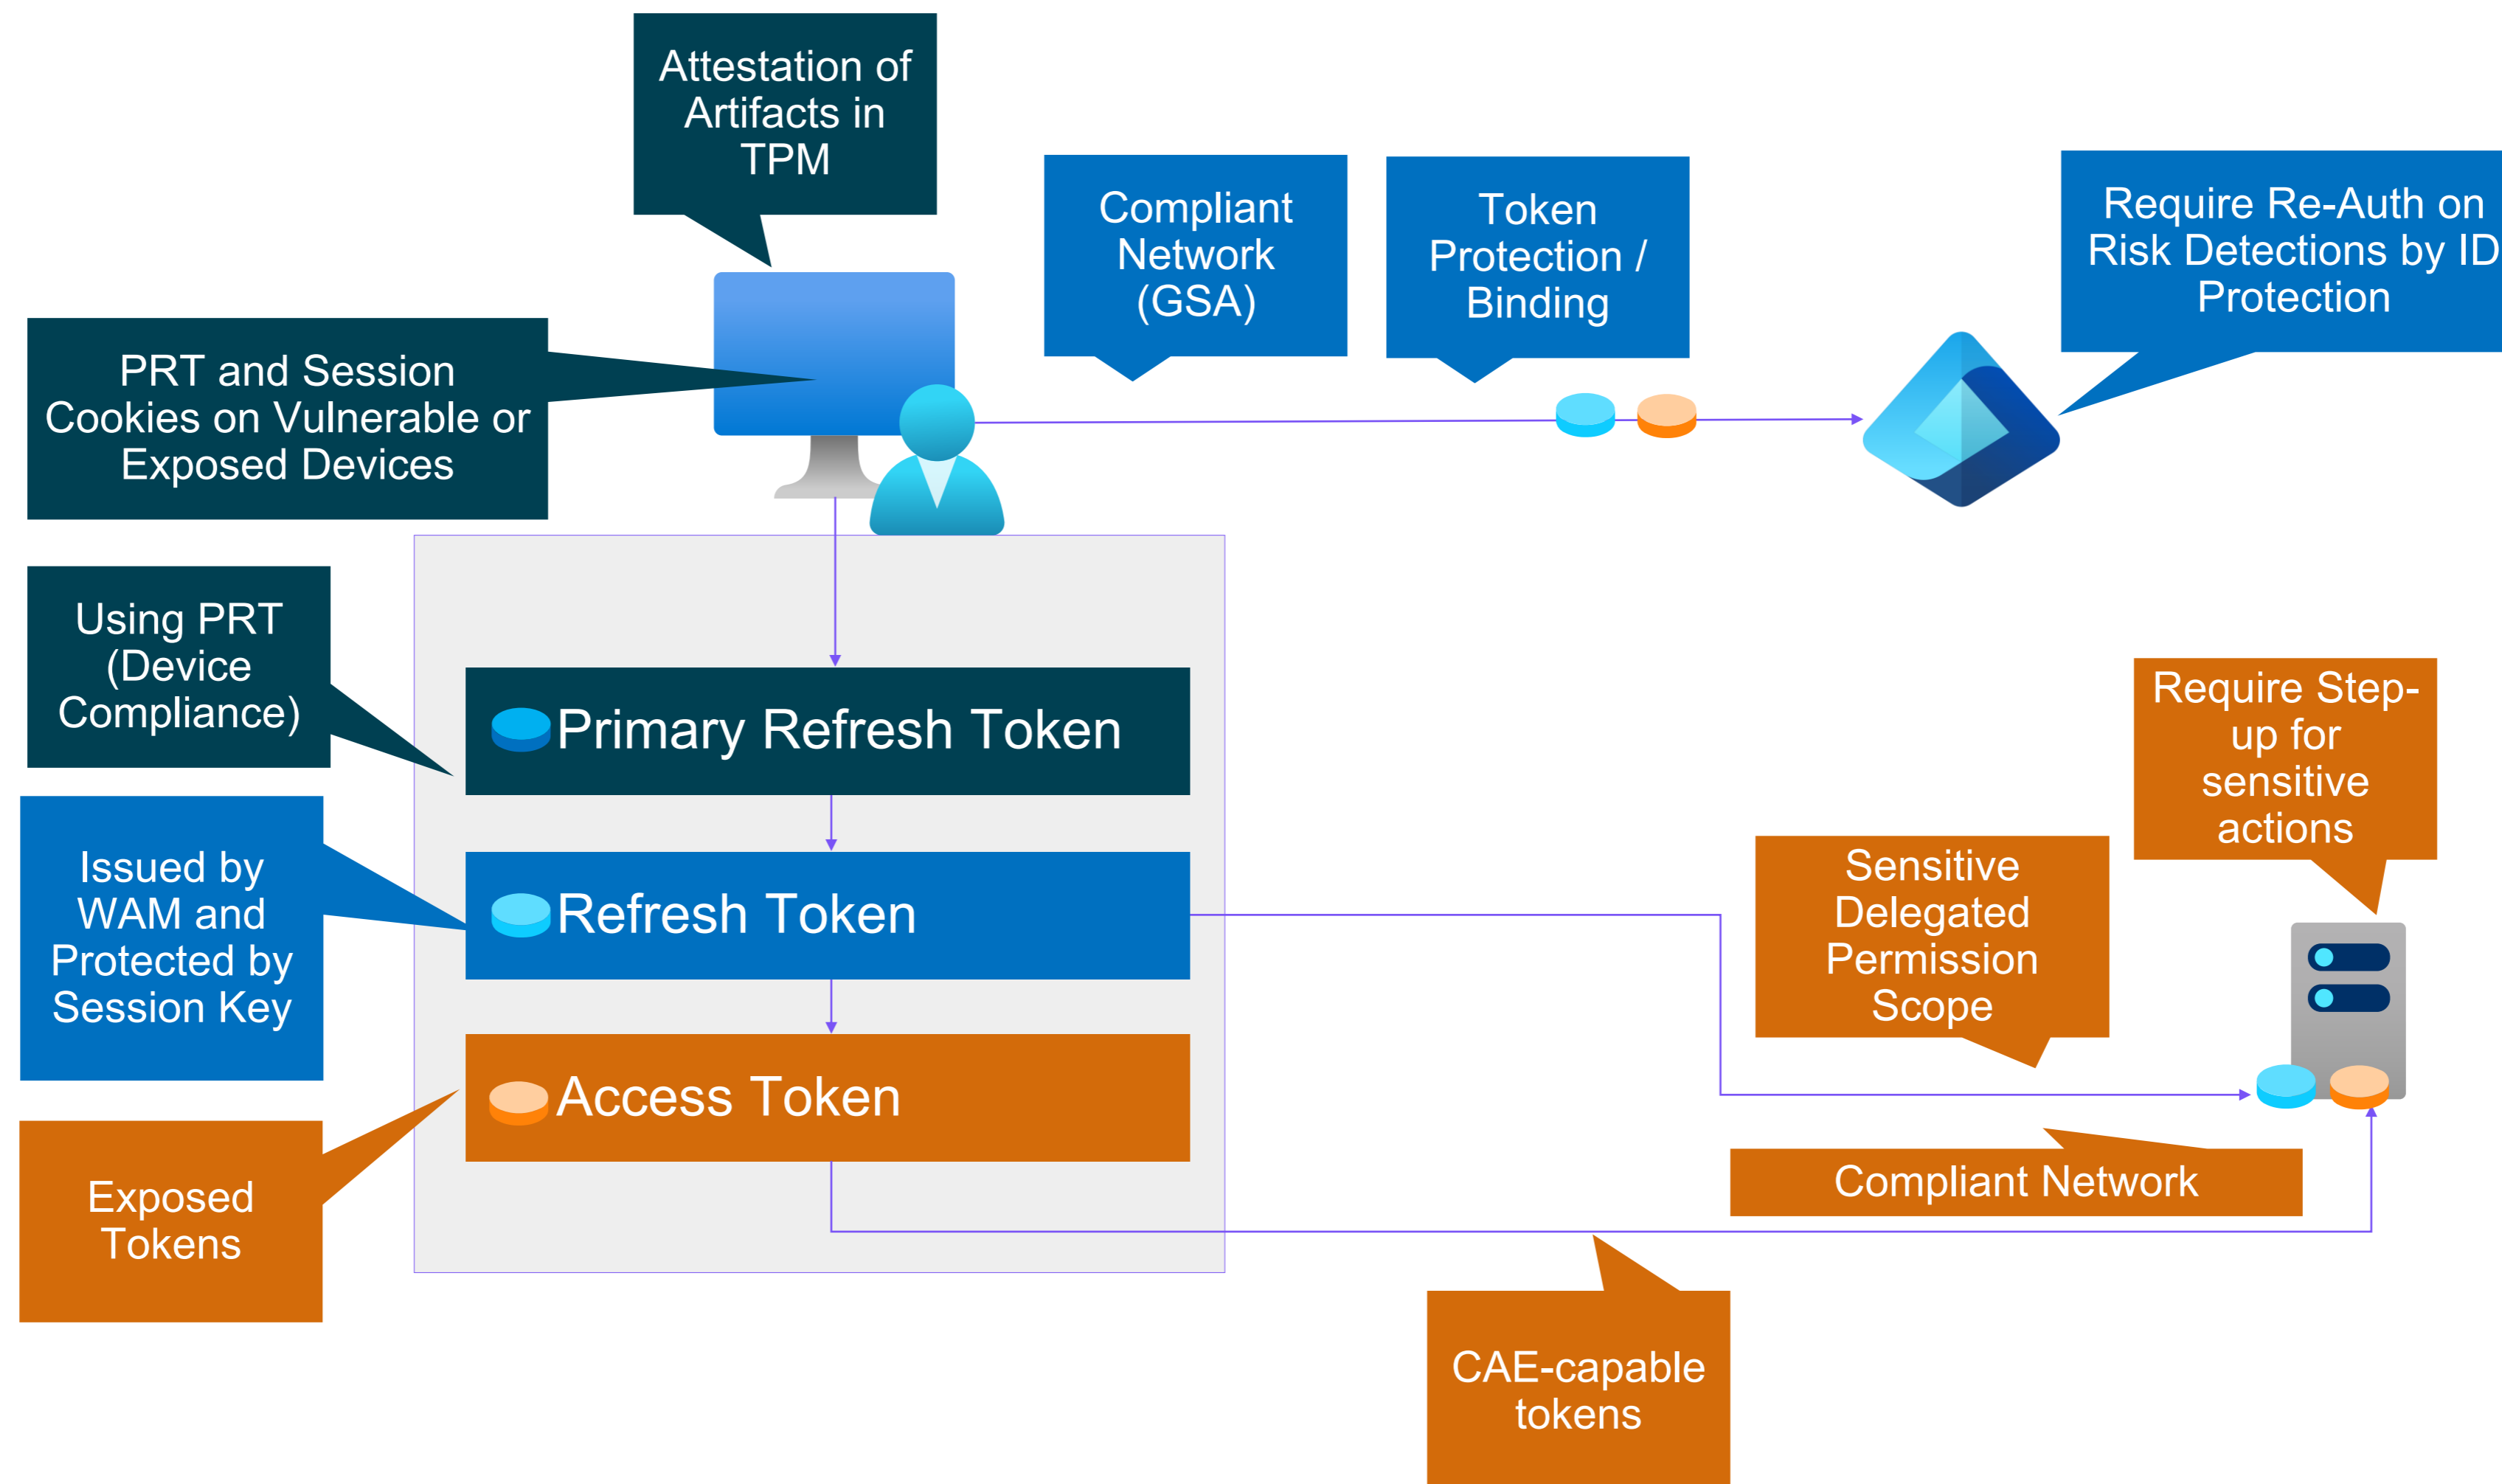 Attestation of
Artifacts in
TPM
Compliant
Network
(GSA)
Token
Protection /
Binding
Require Re-Auth on
Risk Detections by ID
Protection
PRT and Session
Cookies on Vulnerable or
Exposed Devices
Using PRT
(Device
Compliance)
Primary Refresh Token
Issued by
WAM and
Protected by
Session Key
Refresh Token
Exposed
Tokens
Access Token
Require Step-
up for
sensitive
actions
Sensitive
Delegated
Permission
Scope
Compliant Network
CAE-capable
tokens